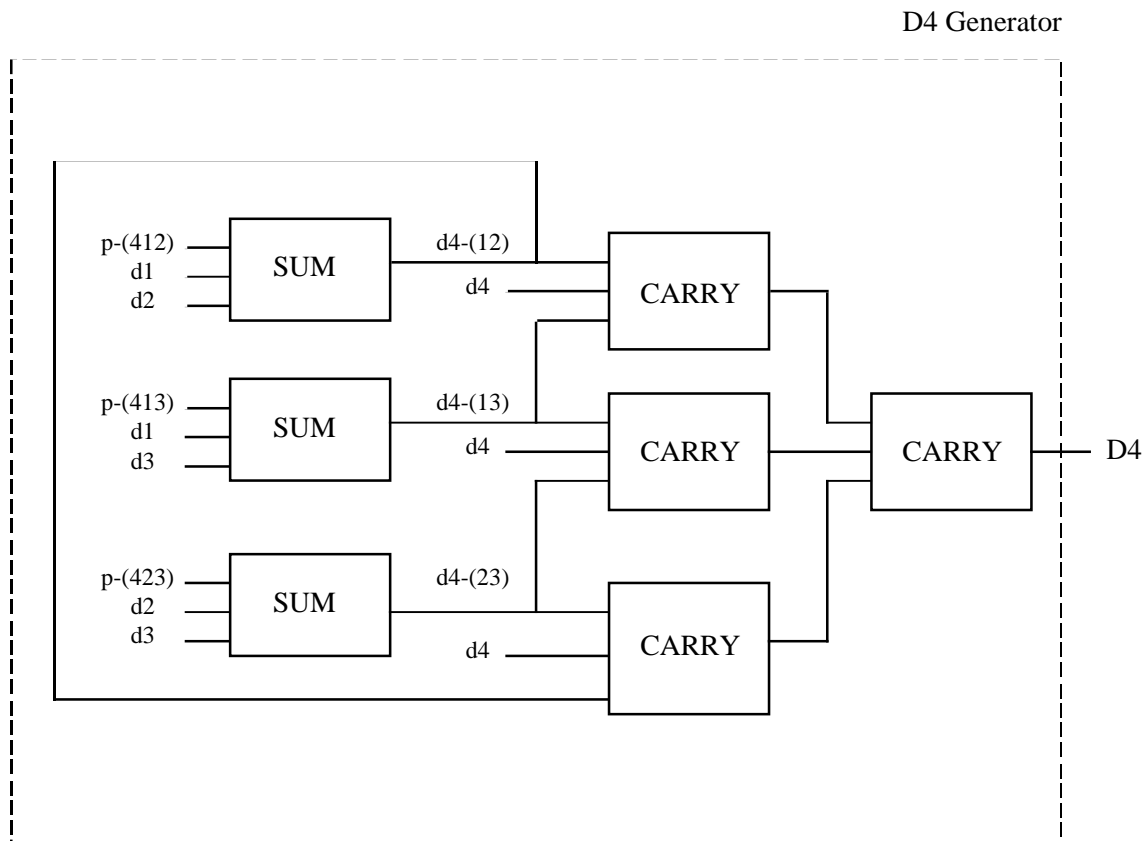 D4 Generator
p-(412)
d1
d2
SUM
d4-(12)
d4
CARRY
p-(413)
d1
d3
SUM
d4-(13)
d4
CARRY
CARRY
D4
p-(423)
d2
d3
SUM
d4-(23)
d4
CARRY